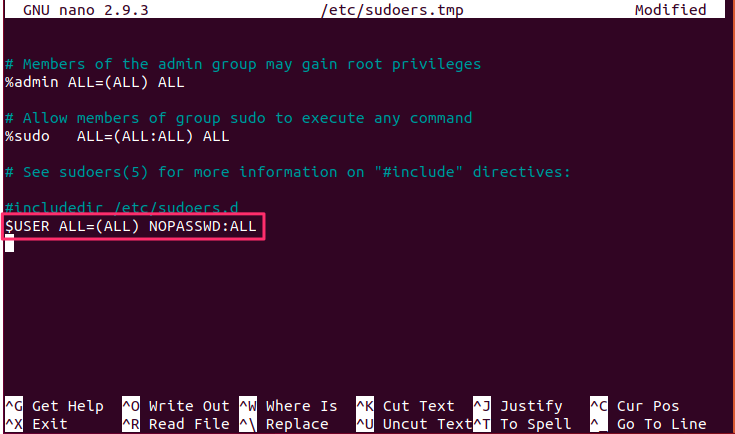 GNU nano 2.9.3 /etc/sudoers.tmp Modified
# Members of the admin group may gain root privileges
%admin ALL=(ALL) ALL
# Allow members of group sudo to execute any command
%sudo ALL=(ALL:ALL) ALL
# See sudoers(5) for more information on "#include" directives:
#includedir /etc/sudoers.d
$USER ALL=(ALL) NOPASSWD:ALL
^G Get Help ^O Write Out ^W Where Is ^K Cut Text ^J Justify ^C Cur Pos
^X Exit ^R Read File ^\ Replace ^U Uncut Text ^T To Spell ^_ Go To Line